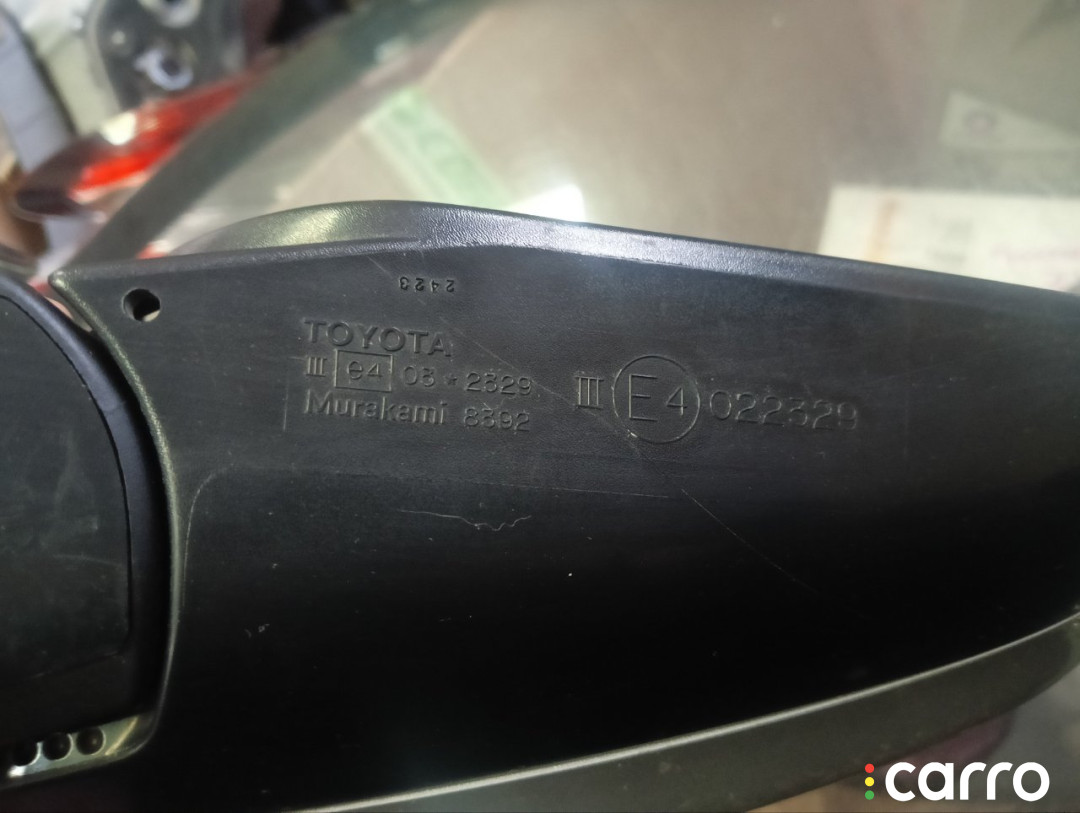 2423
TOYOTA
III e4 03*2329
Murakami 8392
III E4 022329
carro